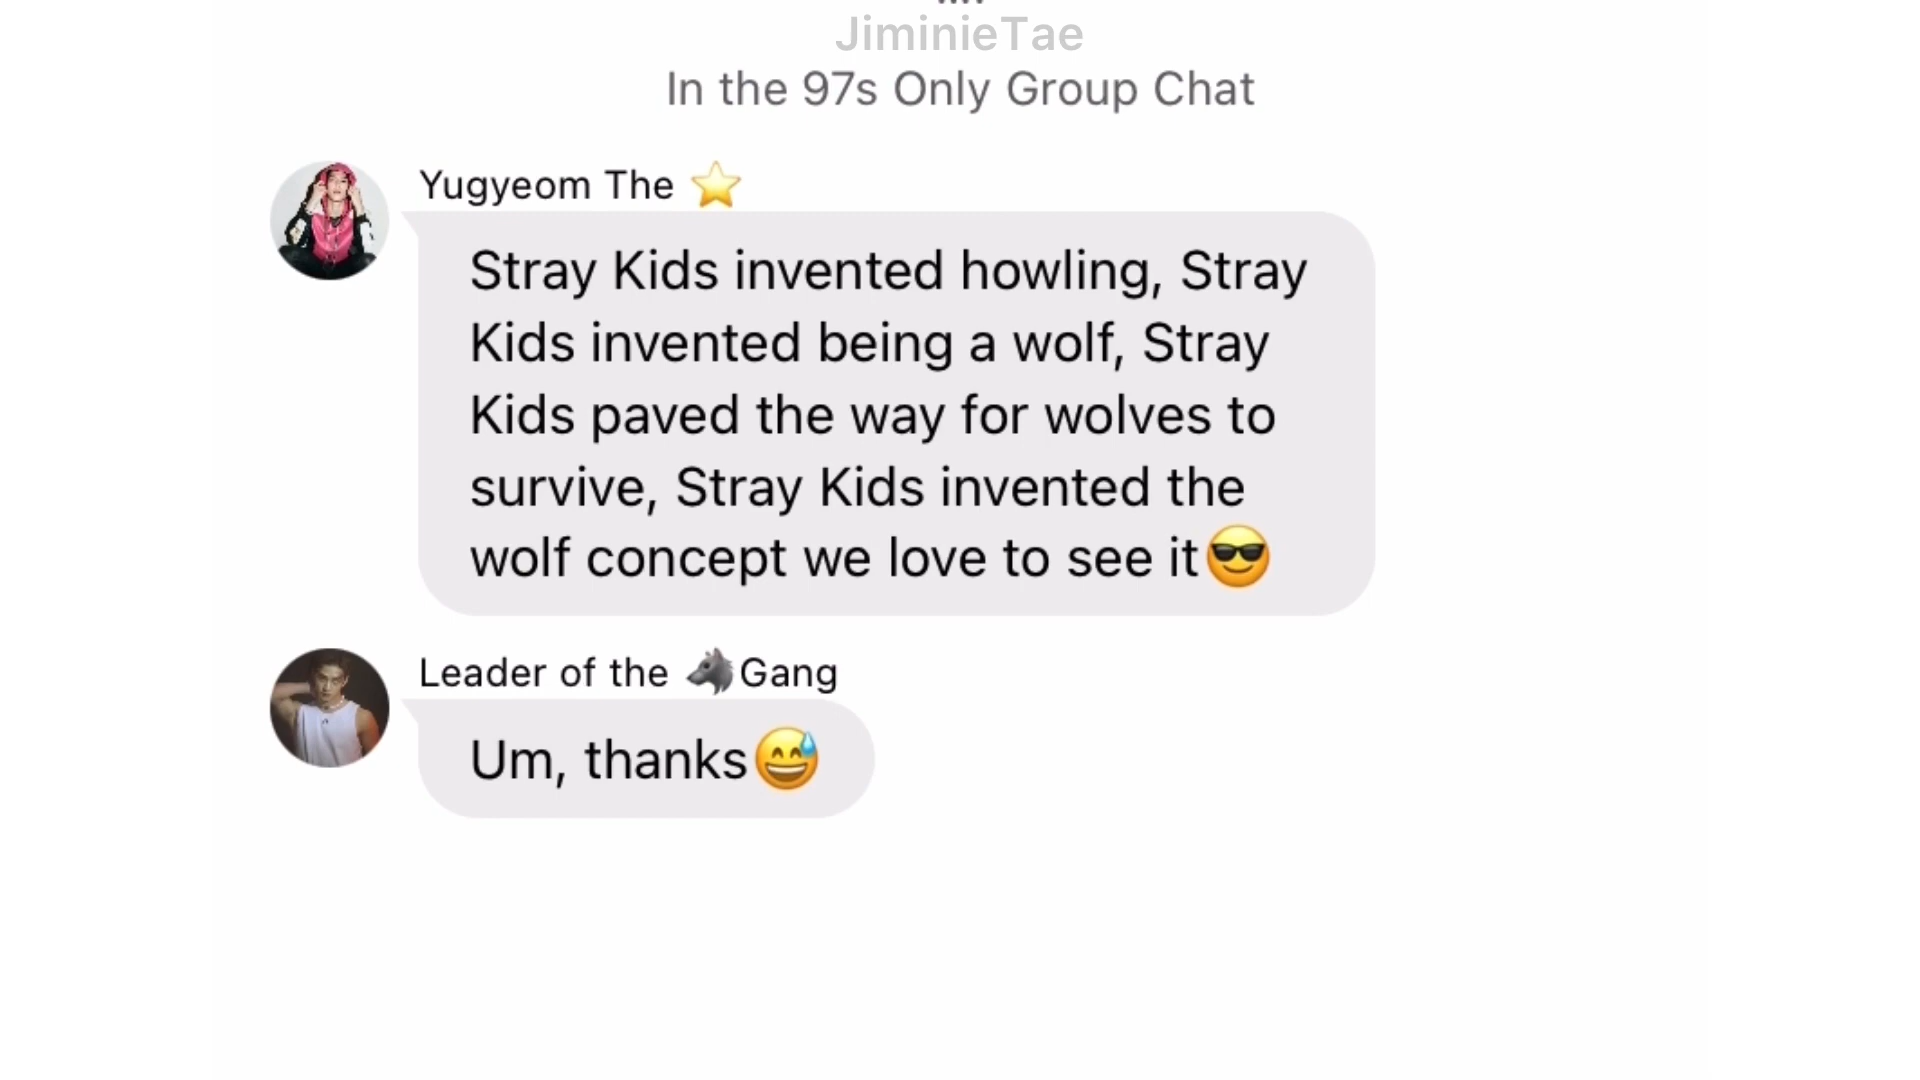 JiminieTae
In the 97s Only Group Chat
Yugyeom The ⭐
Stray Kids invented howling, Stray
Kids invented being a wolf, Stray
Kids paved the way for wolves to
survive, Stray Kids invented the
wolf concept we love to see it😎
Leader of the 🐺Gang
Um, thanks😅